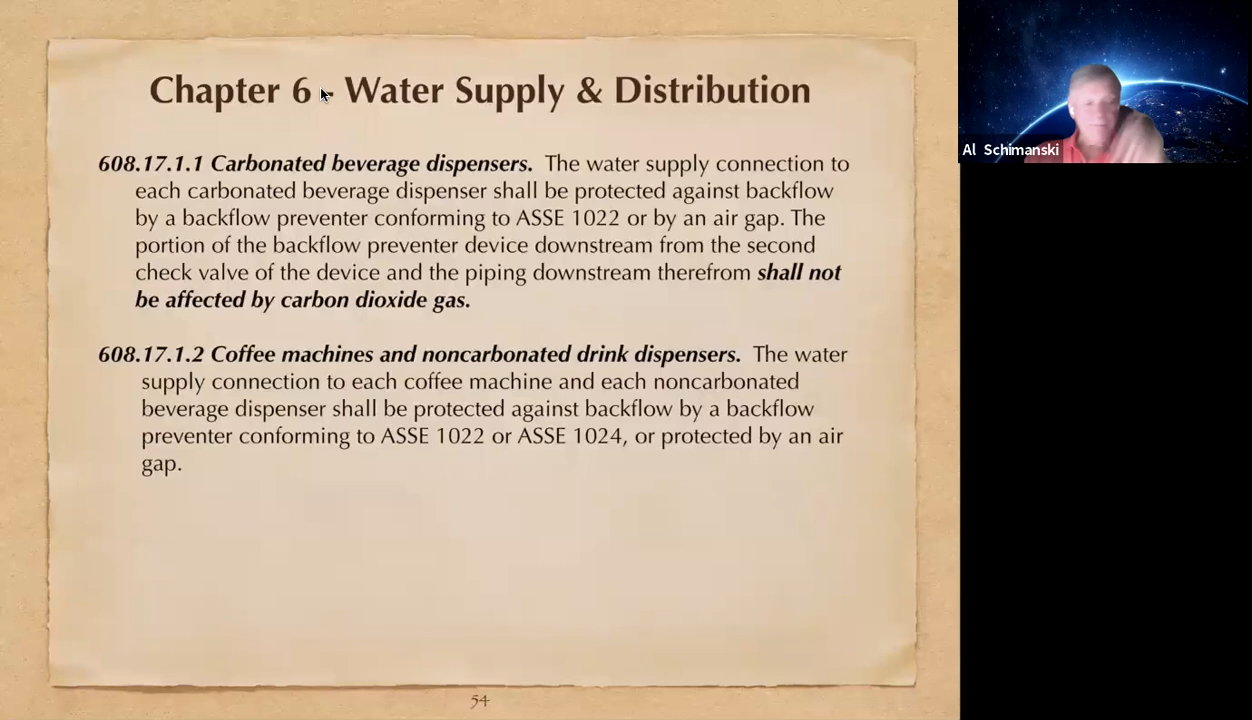 Chapter 6 - Water Supply & Distribution
608.17.1.1 Carbonated beverage dispensers. The water supply connection to
each carbonated beverage dispenser shall be protected against backflow
by a backflow preventer conforming to ASSE 1022 or by an air gap. The
portion of the backflow preventer device downstream from the second
check valve of the device and the piping downstream therefrom shall not
be affected by carbon dioxide gas.
608.17.1.2 Coffee machines and noncarbonated drink dispensers. The water
supply connection to each coffee machine and each noncarbonated
beverage dispenser shall be protected against backflow by a backflow
preventer conforming to ASSE 1022 or ASSE 1024, or protected by an air
gap.
54
Al Schimanski